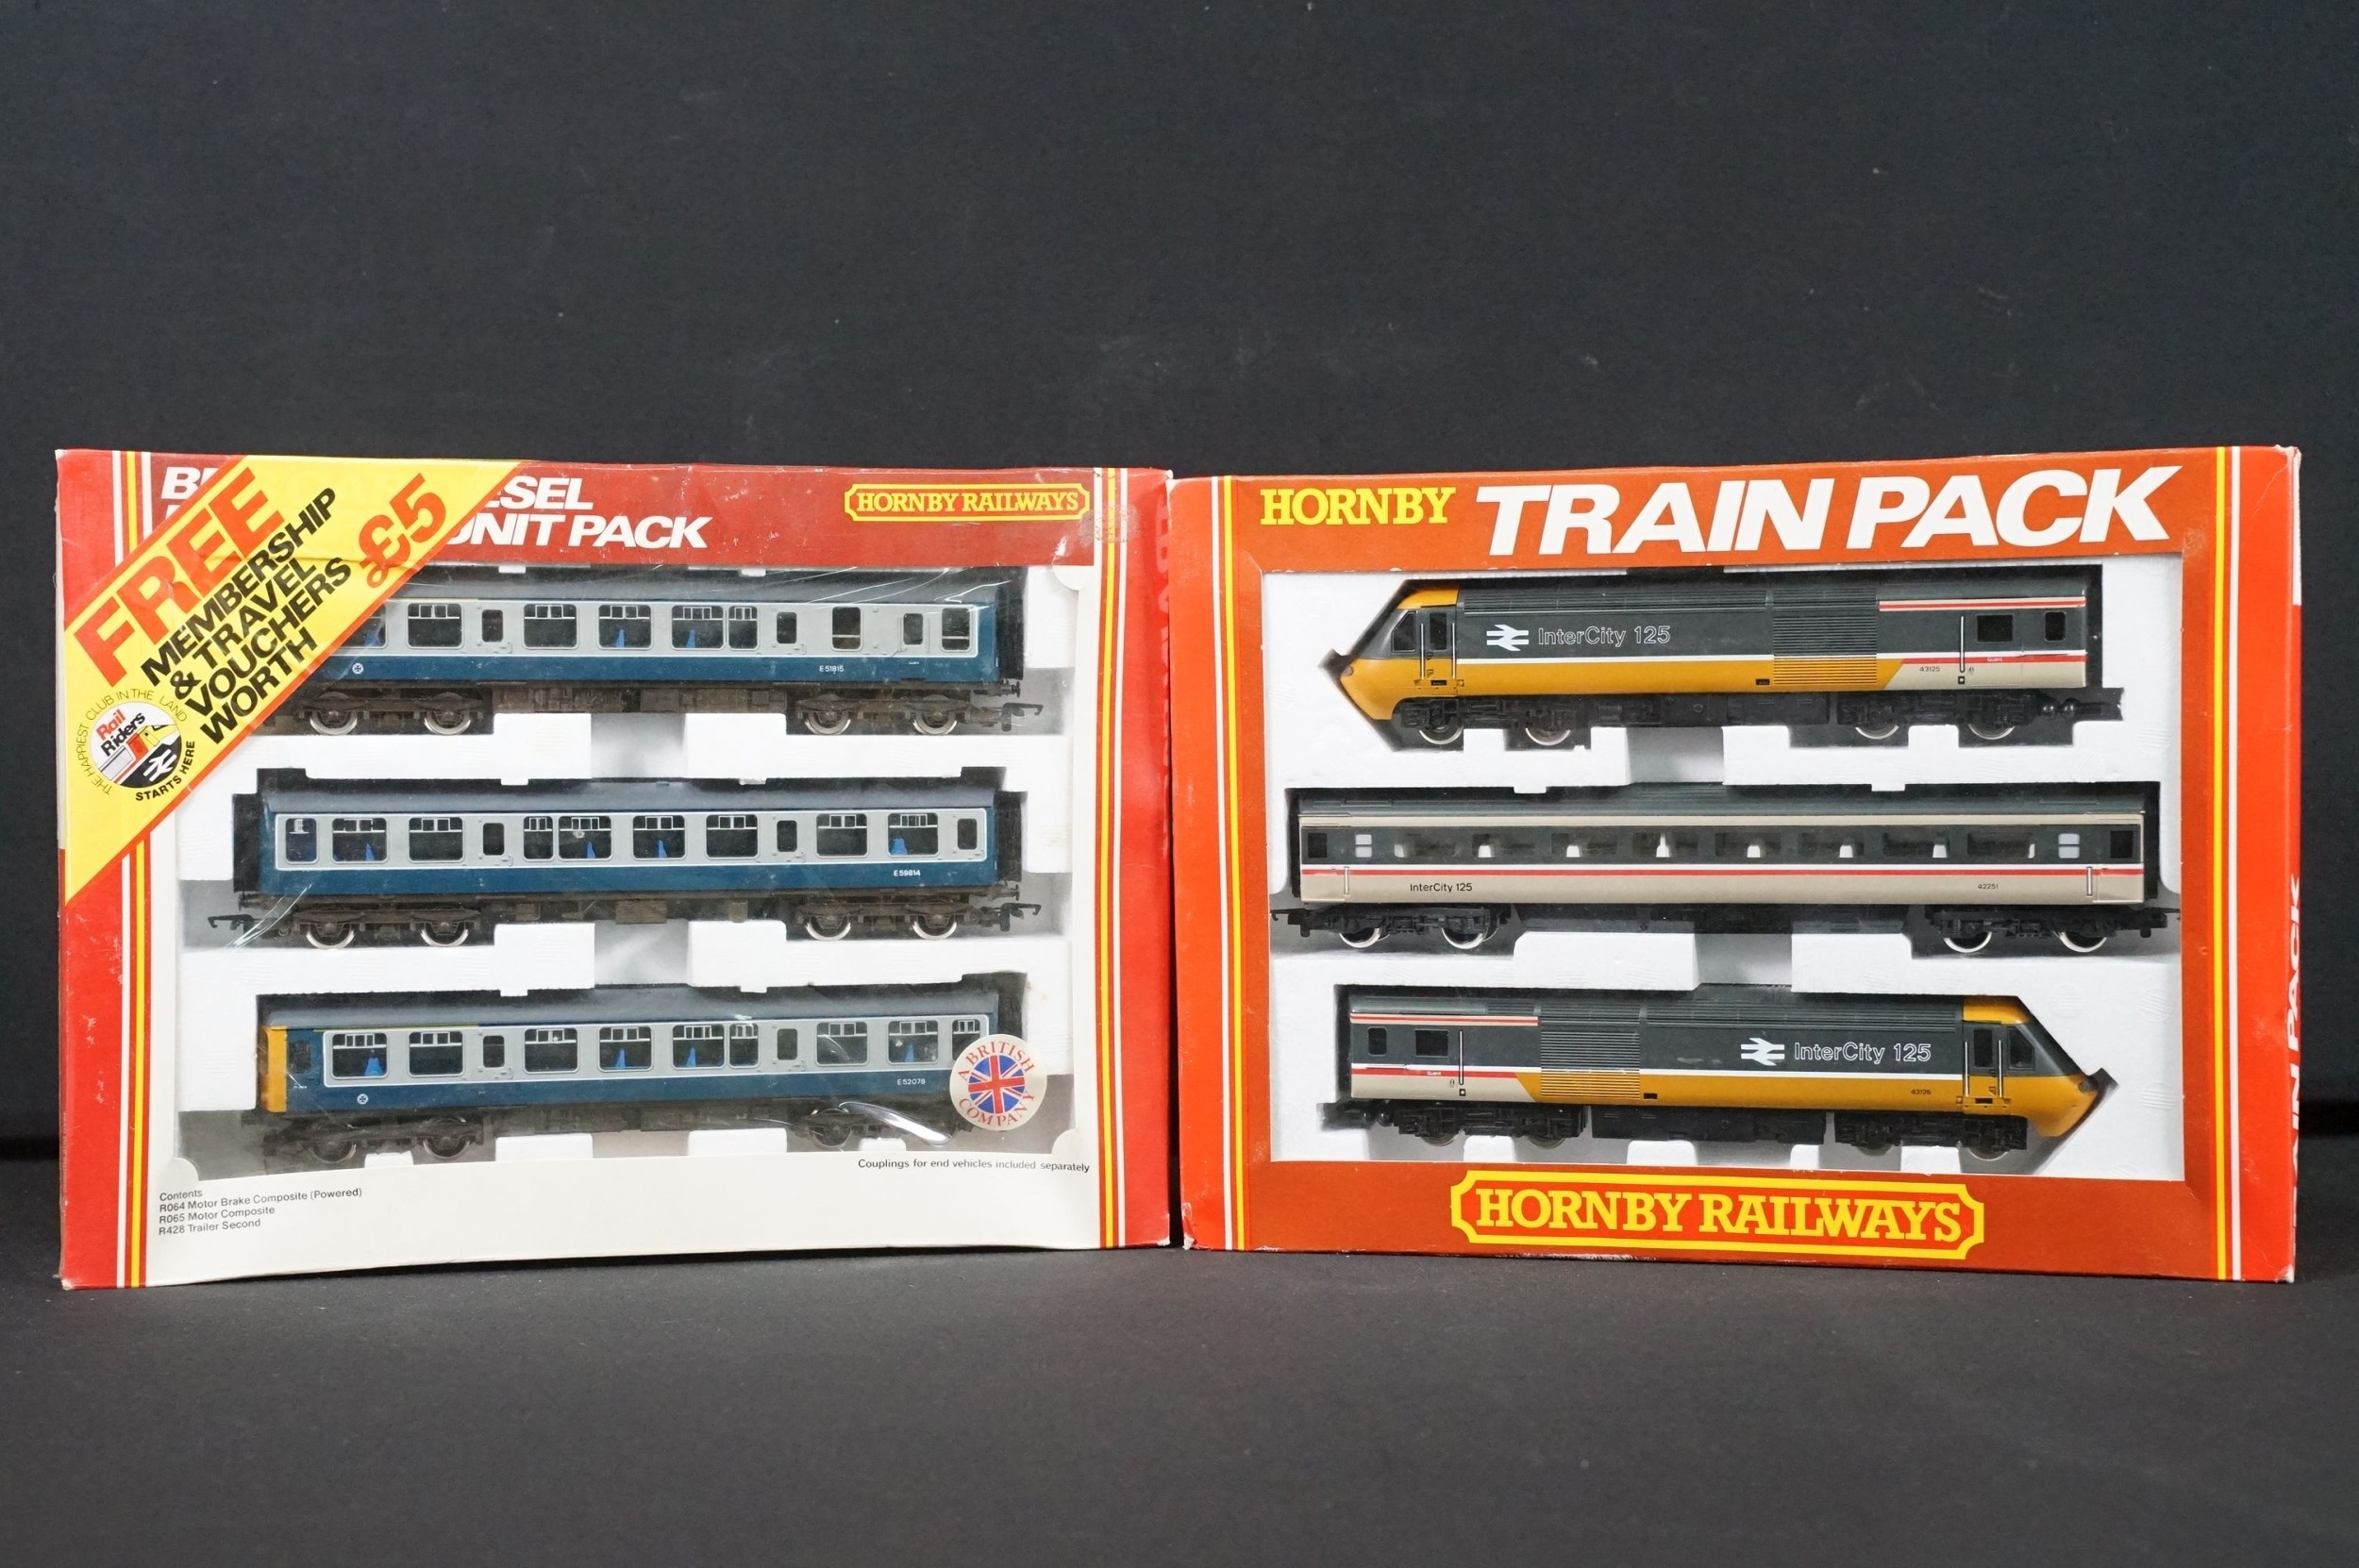 ESEL
UNIT PACK
HORNBY RAILWAYS
FREE
MEMBERSHIP
& TRAVEL
VOUCHERS
WORTH
£5
THE HAPPIEST CLUB IN THE LAND
Rail
Riders
STARTS HERE
E51815
E59814
E52078
A BRITISH
COMPANY
Couplings for end vehicles included separately
Contents
R064 Motor Brake Composite (Powered)
R065 Motor Composite
R428 Trailer Second
HORNBY TRAIN PACK
InterCity 125
43125
InterCity 125
42251
InterCity 125
43126
HORNBY RAILWAYS
TRAIN PACK